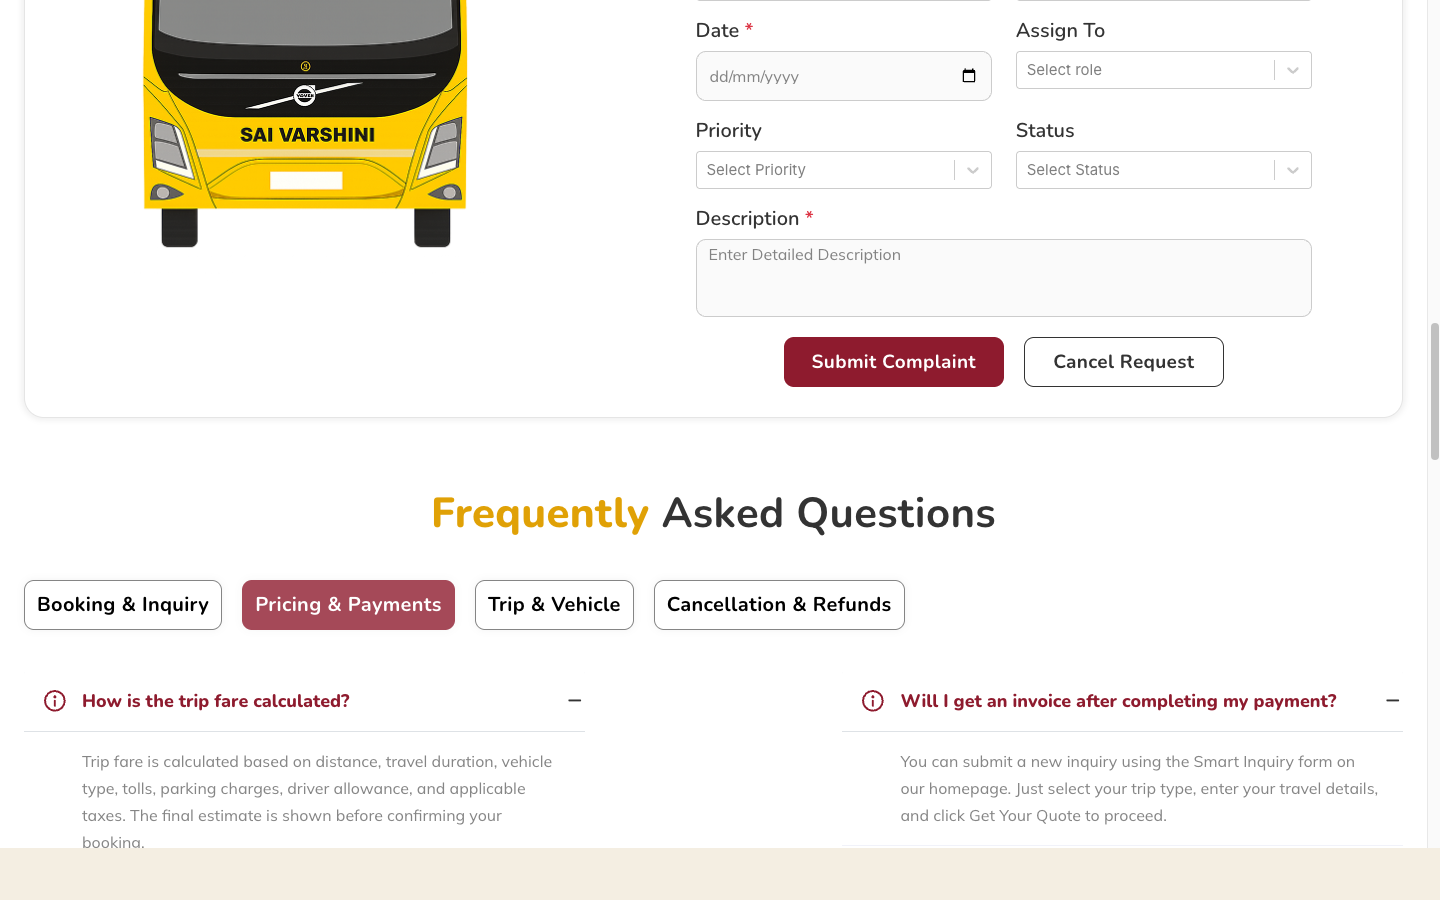 Date *
Assign To
dd/mm/yyyy
Select role
SAI VARSHINI
Priority
Status
Select Priority
Select Status
Description *
Enter Detailed Description
Submit Complaint
Cancel Request
Frequently Asked Questions
Booking & Inquiry
Pricing & Payments
Trip & Vehicle
Cancellation & Refunds
How is the trip fare calculated?
Trip fare is calculated based on distance, travel duration, vehicle
type, tolls, parking charges, driver allowance, and applicable
taxes. The final estimate is shown before confirming your
booking.
Will I get an invoice after completing my payment?
You can submit a new inquiry using the Smart Inquiry form on
our homepage. Just select your trip type, enter your travel details,
and click Get Your Quote to proceed.